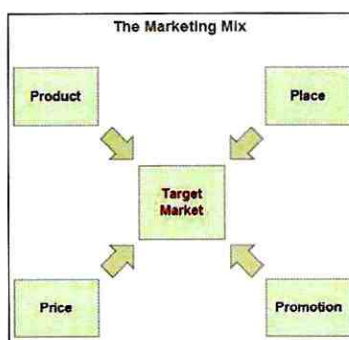 The Marketing Mix
Product
Place
Target
Market
Price
Promotion